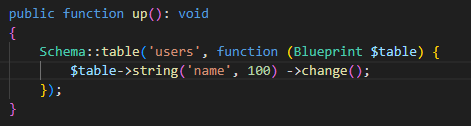 public function up(): void
{
    Schema::table('users', function (Blueprint $table) {
        $table->string('name', 100) ->change();
    });
}